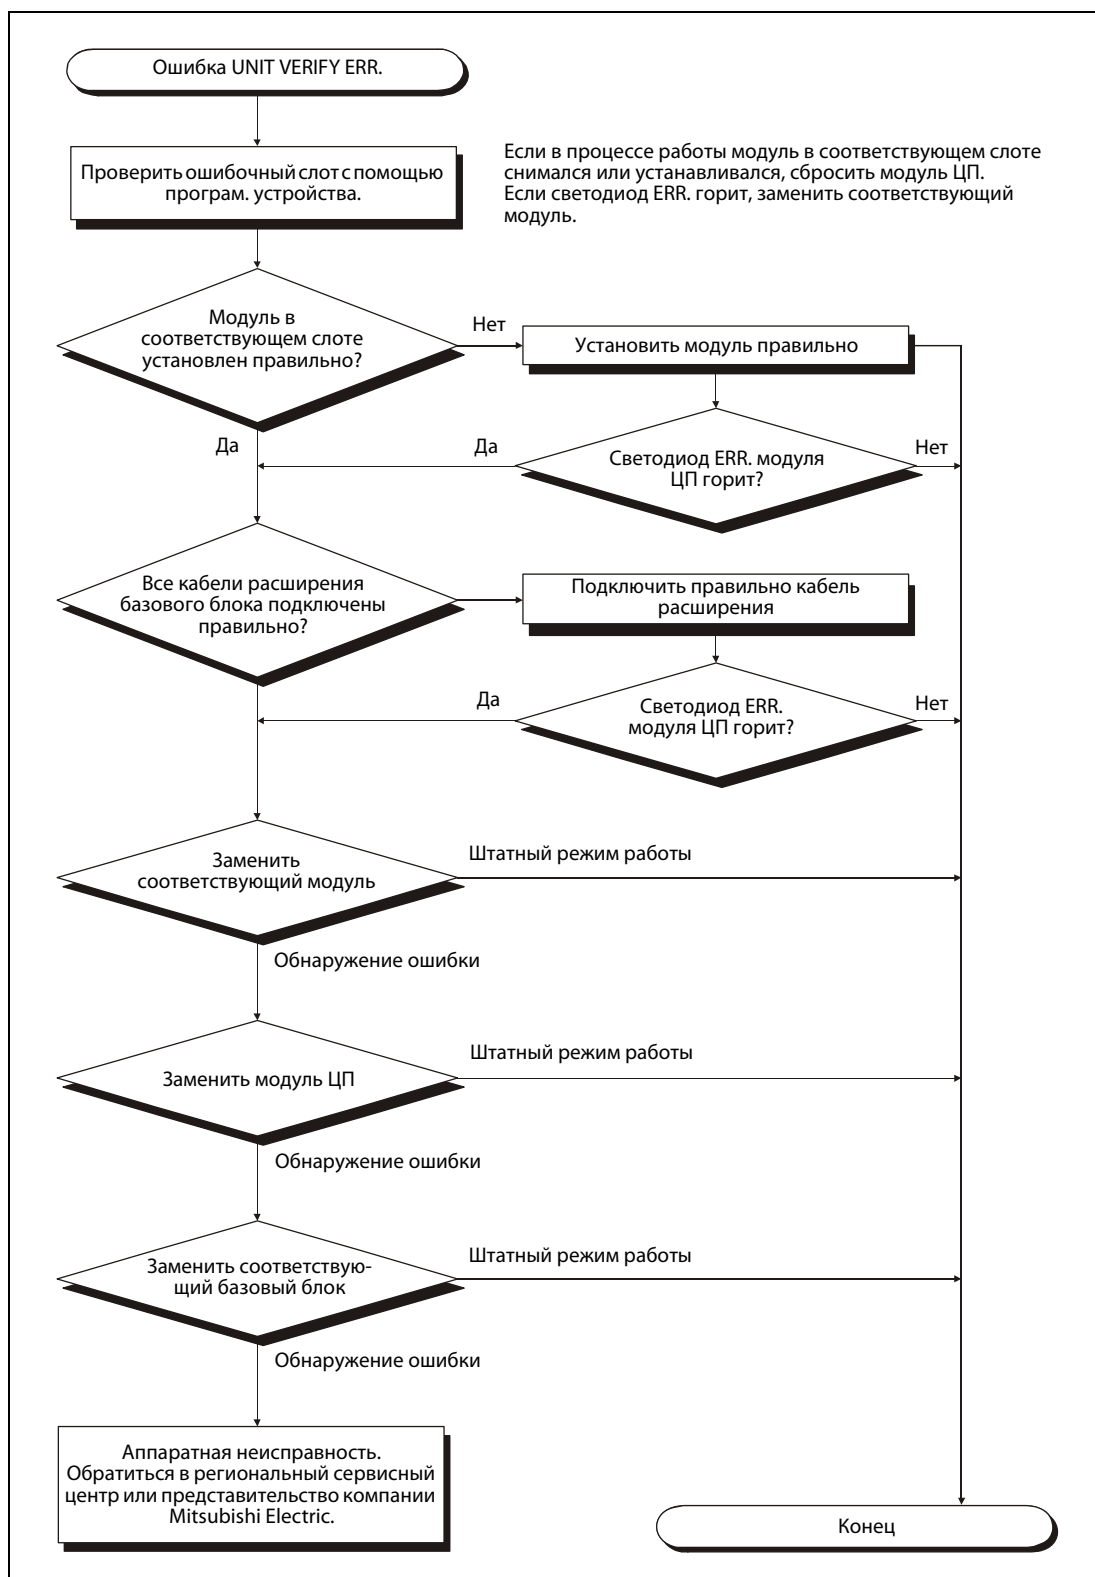 Ошибка UNIT VERIFY ERR.
Проверить ошибочный слот с помощью
програм. устройства.
Если в процессе работы модуль в соответствующем слоте
снимался или устанавливался, сбросить модуль ЦП.
Если светодиод ERR. горит, заменить соответствующий
модуль.
Модуль в
соответствующем слоте
установлен правильно?
Нет
Установить модуль правильно
Да
Да
Светодиод ERR. модуля
ЦП горит?
Нет
Все кабели расширения
базового блока подключены
правильно?
Подключить правильно кабель
расширения
Да
Светодиод ERR.
модуля ЦП горит?
Нет
Заменить
соответствующий модуль
Штатный режим работы
Обнаружение ошибки
Заменить модуль ЦП
Штатный режим работы
Обнаружение ошибки
Заменить соответствую-
щий базовый блок
Штатный режим работы
Обнаружение ошибки
Аппаратная неисправность.
Обратиться в региональный сервисный
центр или представительство компании
Mitsubishi Electric.
Конец